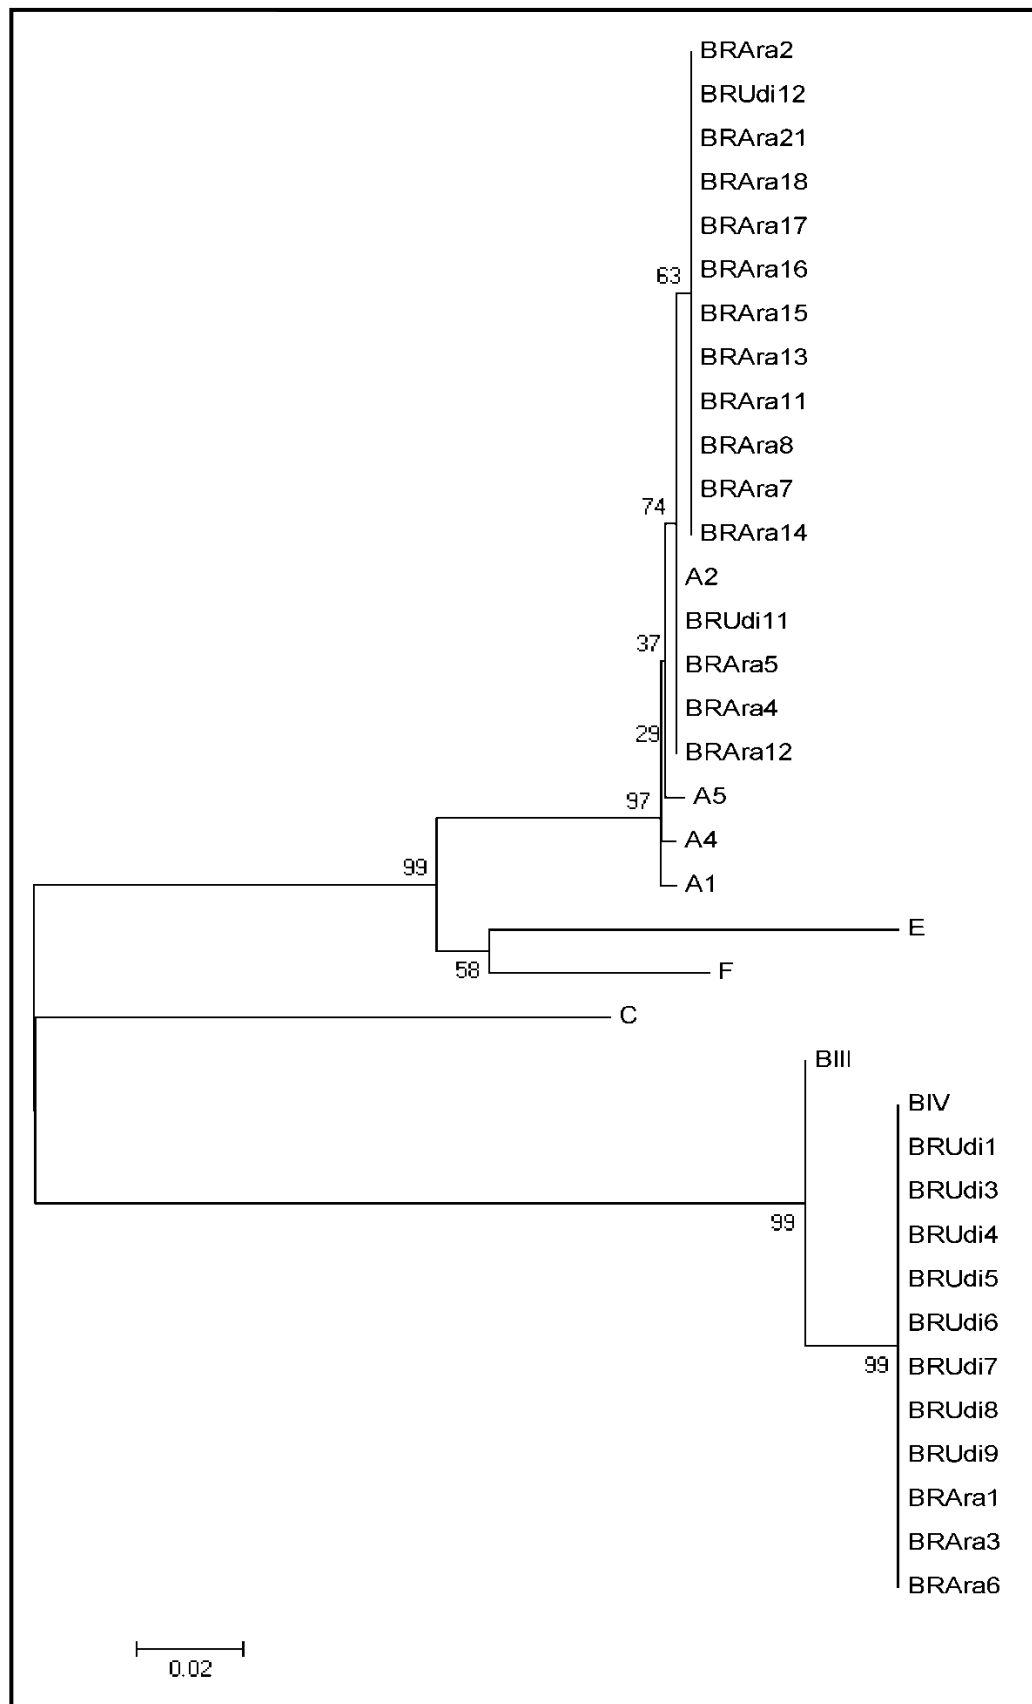 BRAra2
BRUdi12
BRAra21
BRAra18
BRAra17
BRAra16
63
BRAra15
BRAra13
BRAra11
BRAra8
BRAra7
74
BRAra14
A2
BRUdi11
37
BRAra5
BRAra4
29
BRAra12
A5
97
A4
99
A1
E
58
F
C
BIII
BIV
BRUdi1
BRUdi3
99
BRUdi4
BRUdi5
BRUdi6
99
BRUdi7
BRUdi8
BRUdi9
BRAra1
BRAra3
BRAra6
0.02